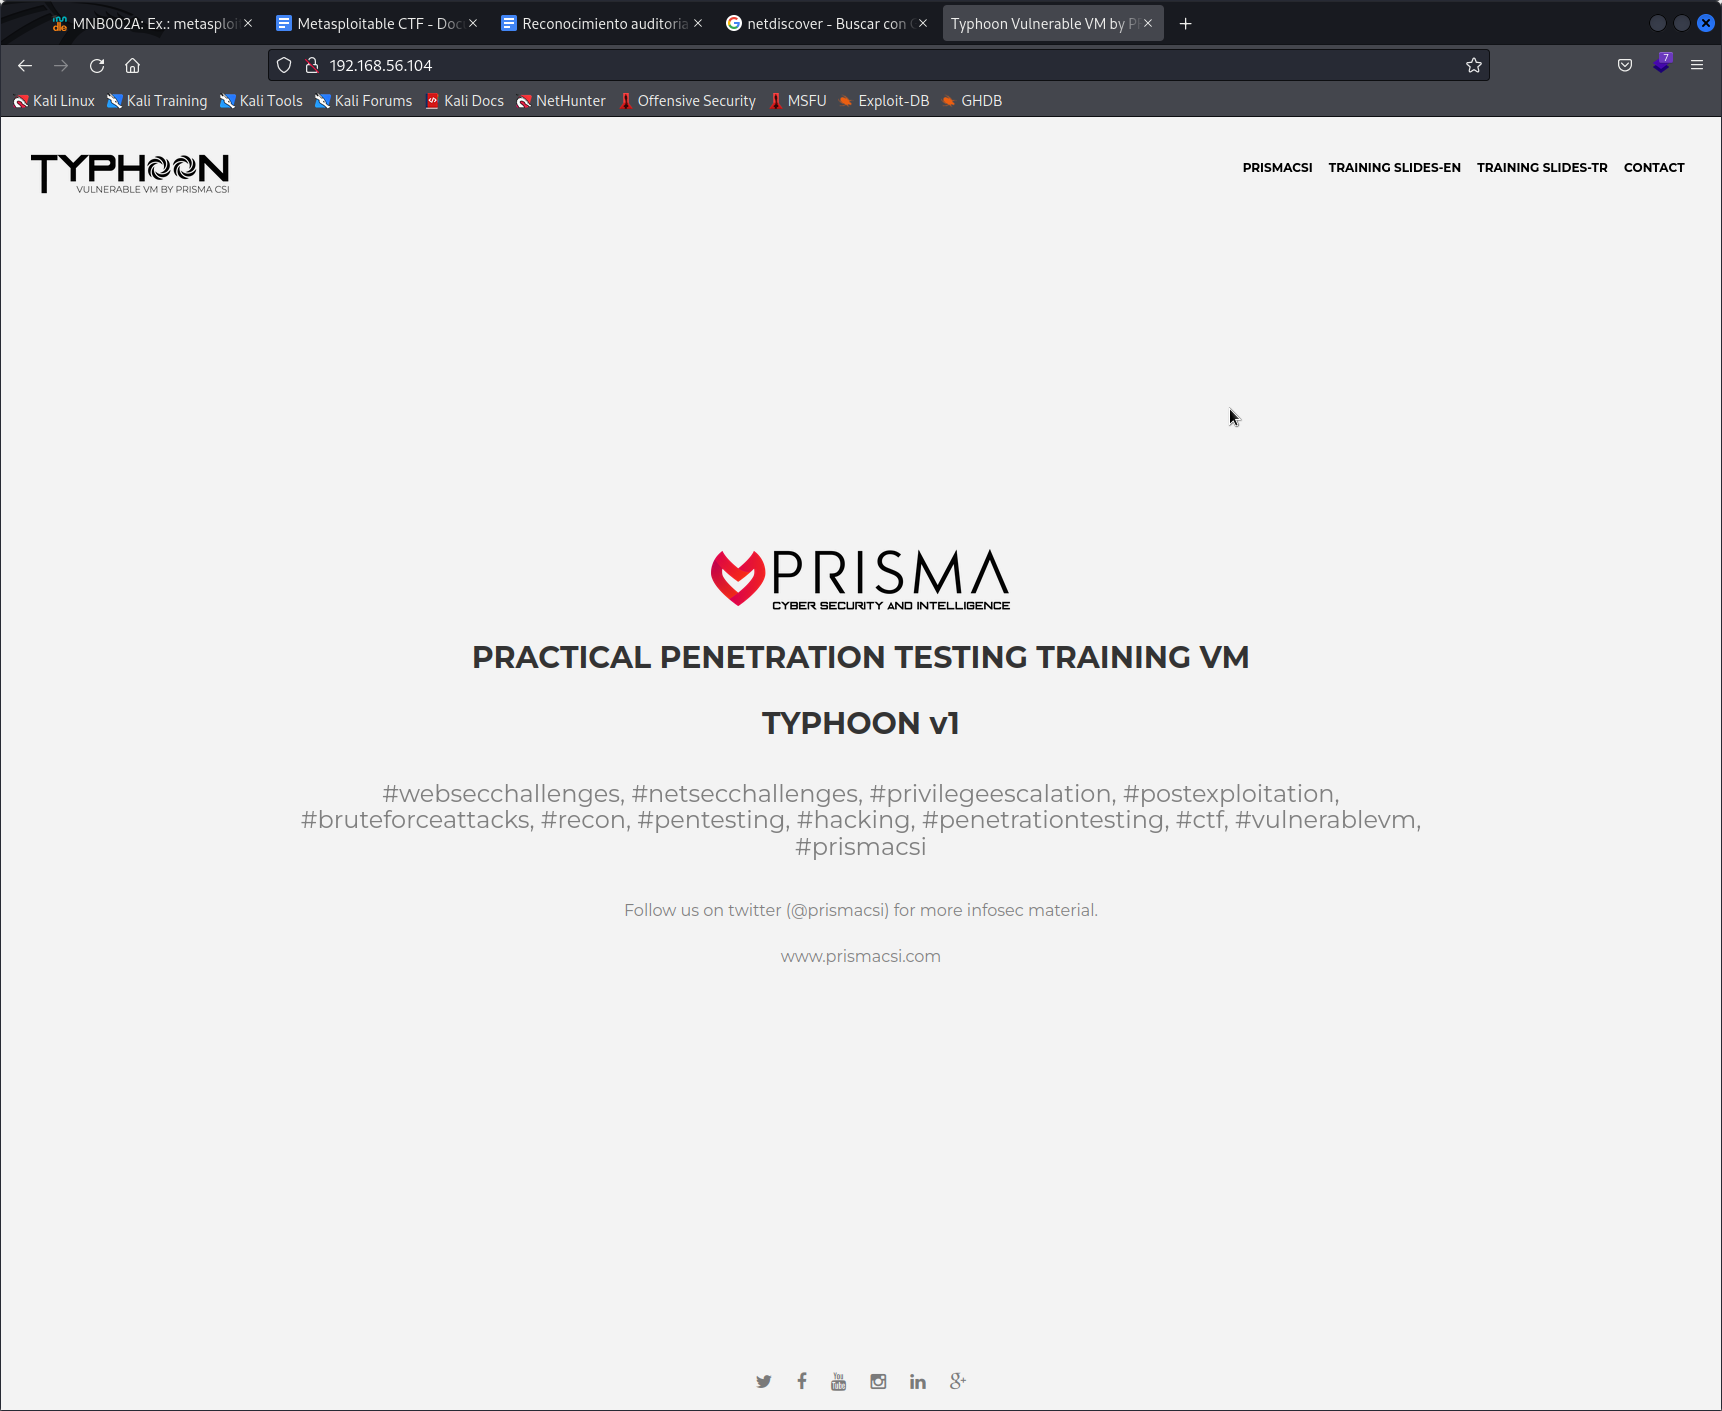 MNB002A: Ex.: metasploi
Metasploitable CTF - Doc
Reconocimiento auditoria
netdiscover - Buscar con
Typhoon Vulnerable VM by P
192.168.56.104
7
Kali Linux
Kali Training
Kali Tools
Kali Forums
Kali Docs
NetHunter
Offensive Security
MSFU
Exploit-DB
GHDB
TYPHOON
VULNERABLE VM BY PRISMA CSI
PRISMACSI
TRAINING SLIDES-EN
TRAINING SLIDES-TR
CONTACT
PRISMA
CYBER SECURITY AND INTELLIGENCE
PRACTICAL PENETRATION TESTING TRAINING VM
TYPHOON v1
#websecchallenges, #netsecchallenges, #privilegeescalation, #postexploitation,
#bruteforceattacks, #recon, #pentesting, #hacking, #penetrationtesting, #ctf, #vulnerablevm,
#prismacsi
Follow us on twitter (@prismacsi) for more infosec material.
www.prismacsi.com